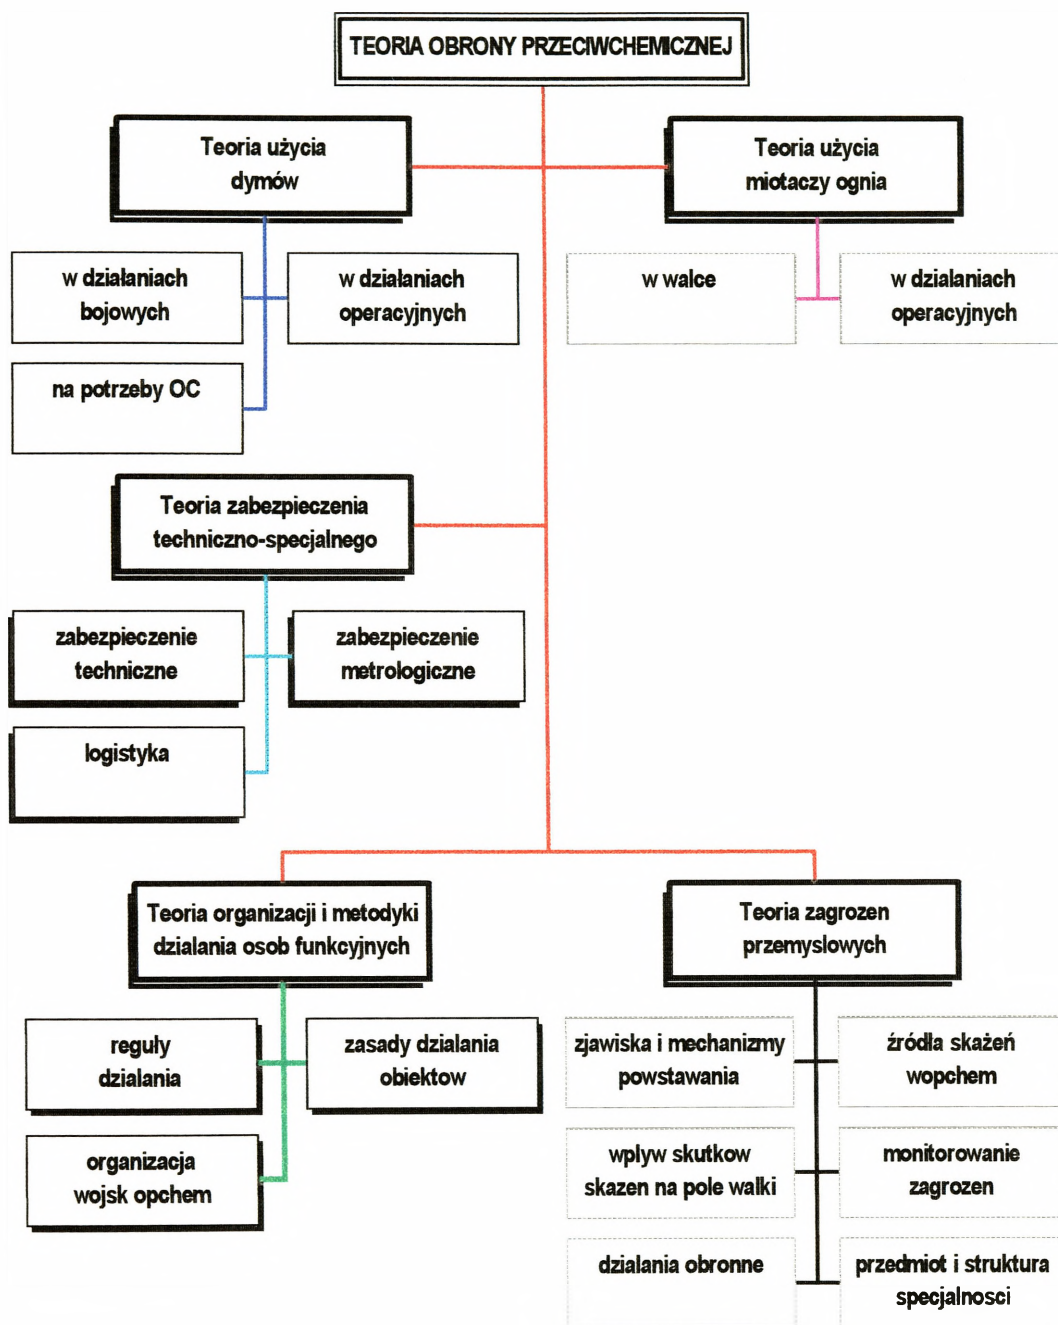 TEORIA OBRONY PRZECIWCHEMICZNEJ
Teoria użycia
dymów
Teoria użycia
miotaczy ognia
w działaniach
bojowych
w działaniach
operacyjnych
w walce
w dzialaniach
operacyjnych
na potrzeby OC
Teoria zabezpieczenia
techniczno-specjalnego
zabezpieczenie
techniczne
zabezpieczenie
metrologiczne
logistyka
Teoria organizacji i metodyki
dzialania osob funkcyjnych
Teoria zagrozen
przemyslowych
reguły
dzialania
zasady dzialania
obiektow
zjawiska i mechanizmy
powstawania
źródla skażeń
wopchem
organizacja
wojsk opchem
wplyw skutkow
skazen na pole walki
monitorowanie
zagrozen
dzialania obronne
przedmiot i struktura
specjalnosci